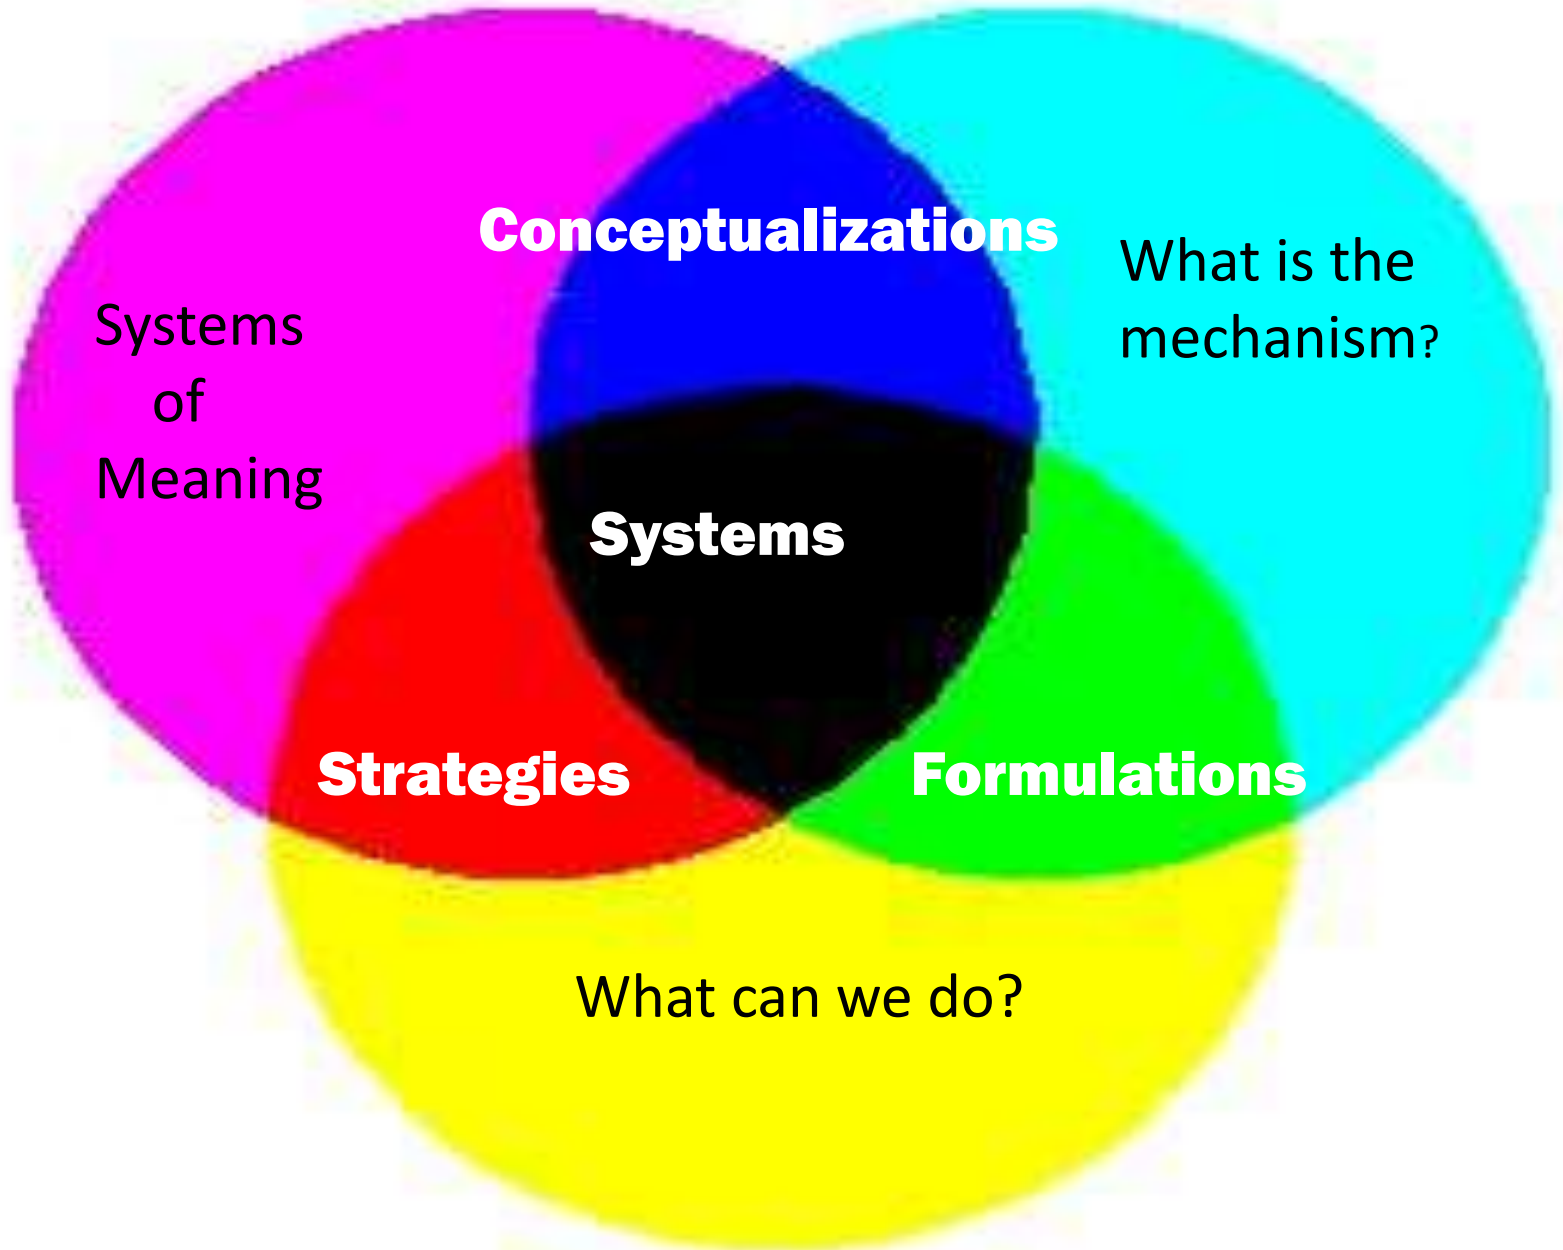 Conceptualizations
What is the
mechanism?
Systems
of
Meaning
Systems
Strategies
Formulations
What can we do?